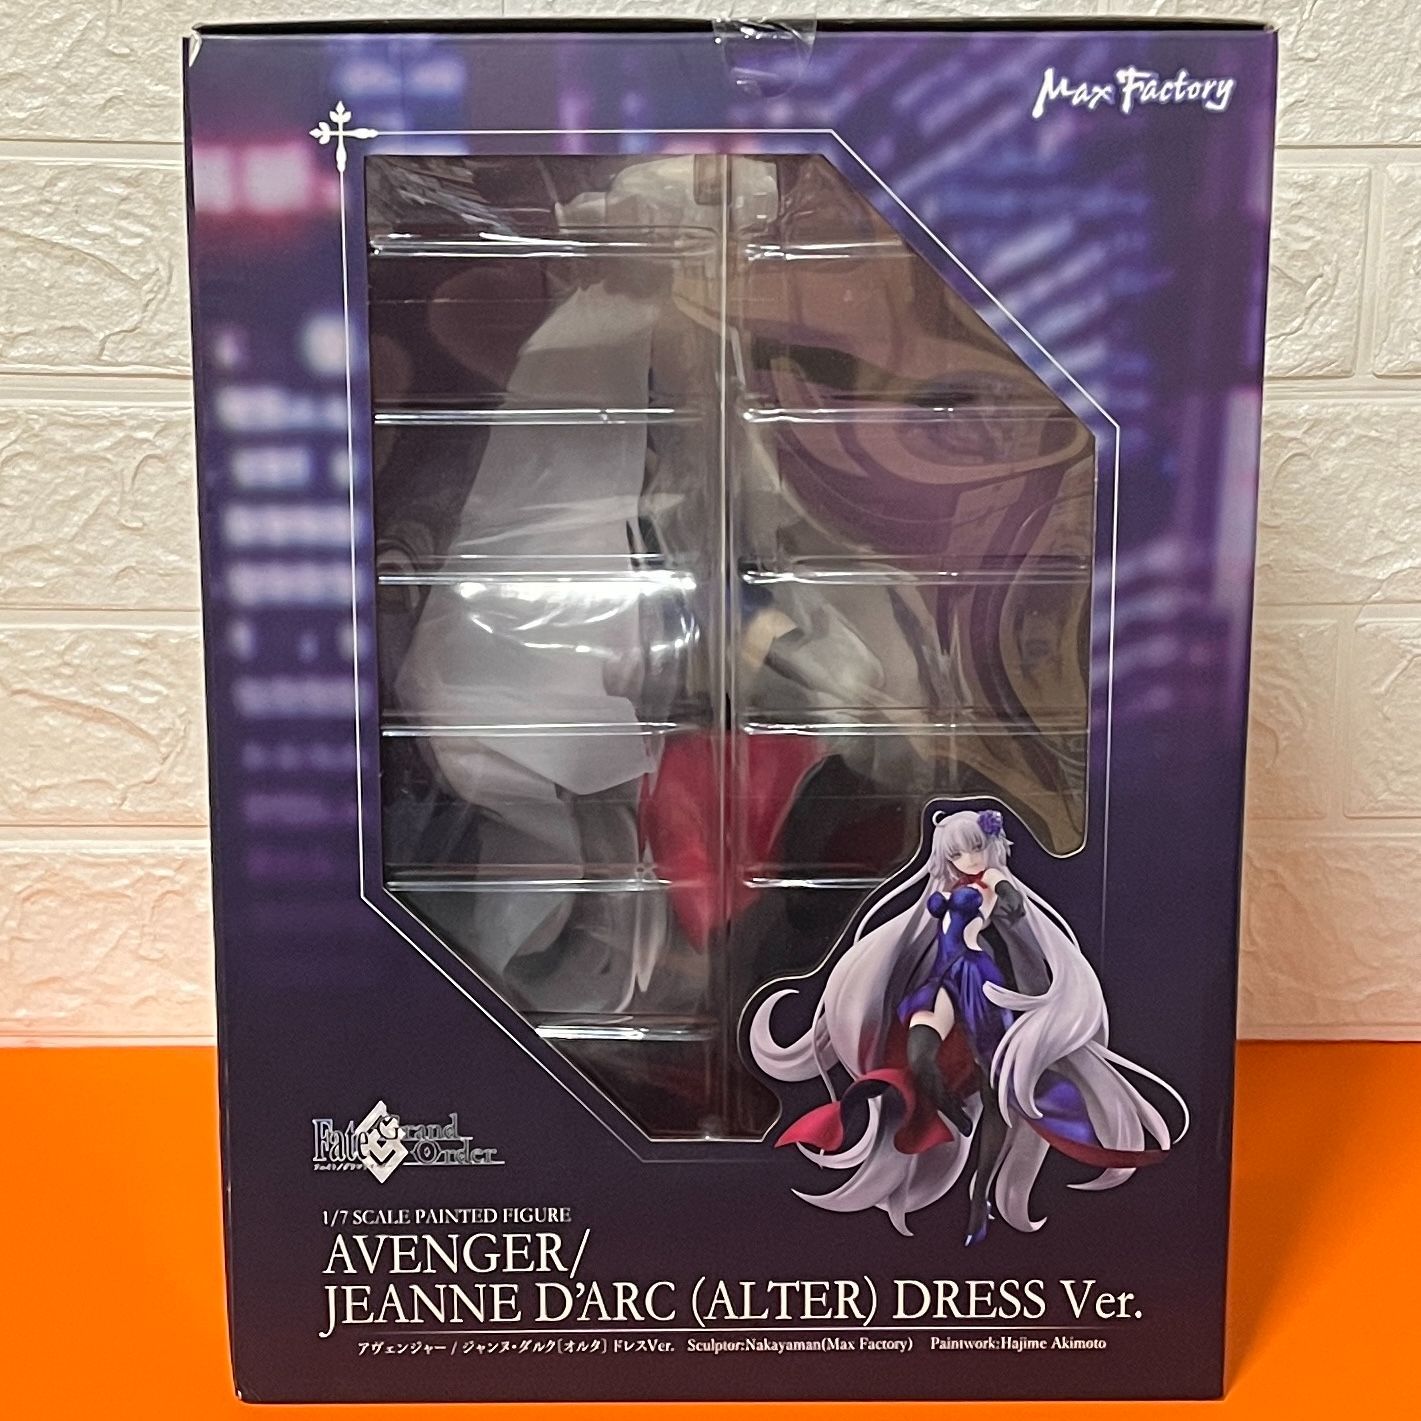 Max Factory
Fate Grand
Order
1/7 SCALE PAINTED FIGURE
AVENGER/
JEANNE D'ARC (ALTER) DRESS Ver.
アヴェンジャー / ジャンヌ・ダルク〔オルタ〕ドレスVer. Sculptor:Nakayaman(Max Factory) Paintwork:Hajime Akimoto